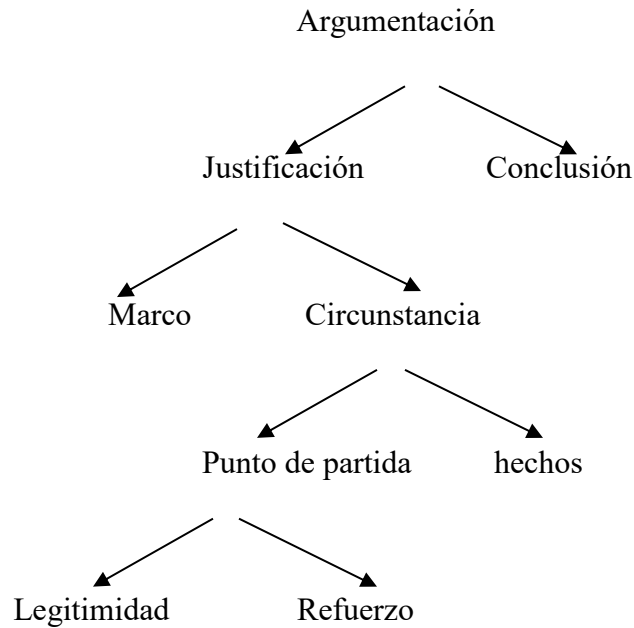 Argumentación
Justificación Conclusión
Marco Circunstancia
Punto de partida hechos
Legitimidad Refuerzo